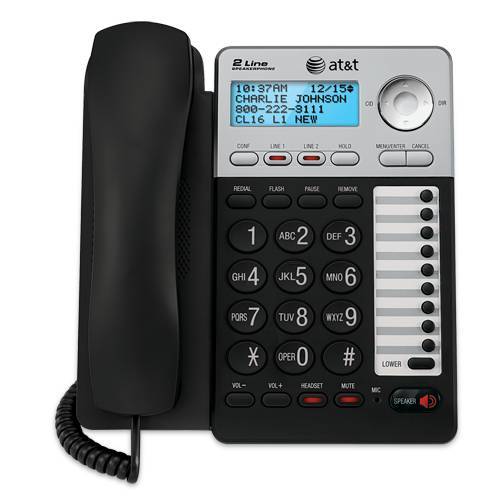 2 Line
SPEAKERPHONE
at&t
10:37AM 12/15
CHARLIE JOHNSON
800-222-3111
CL16 L1 NEW
CID
DIR
CONF LINE 1 LINE 2 HOLD MENU/ENTER CANCEL
REDIAL FLASH PAUSE REMOVE
1 ABC 2 DEF 3
GHI 4 JKL 5 MNO 6
PQRS 7 TUV 8 WXYZ 9
* OPER 0 #
LOWER
VOL− VOL+ HEADSET MUTE MIC SPEAKER